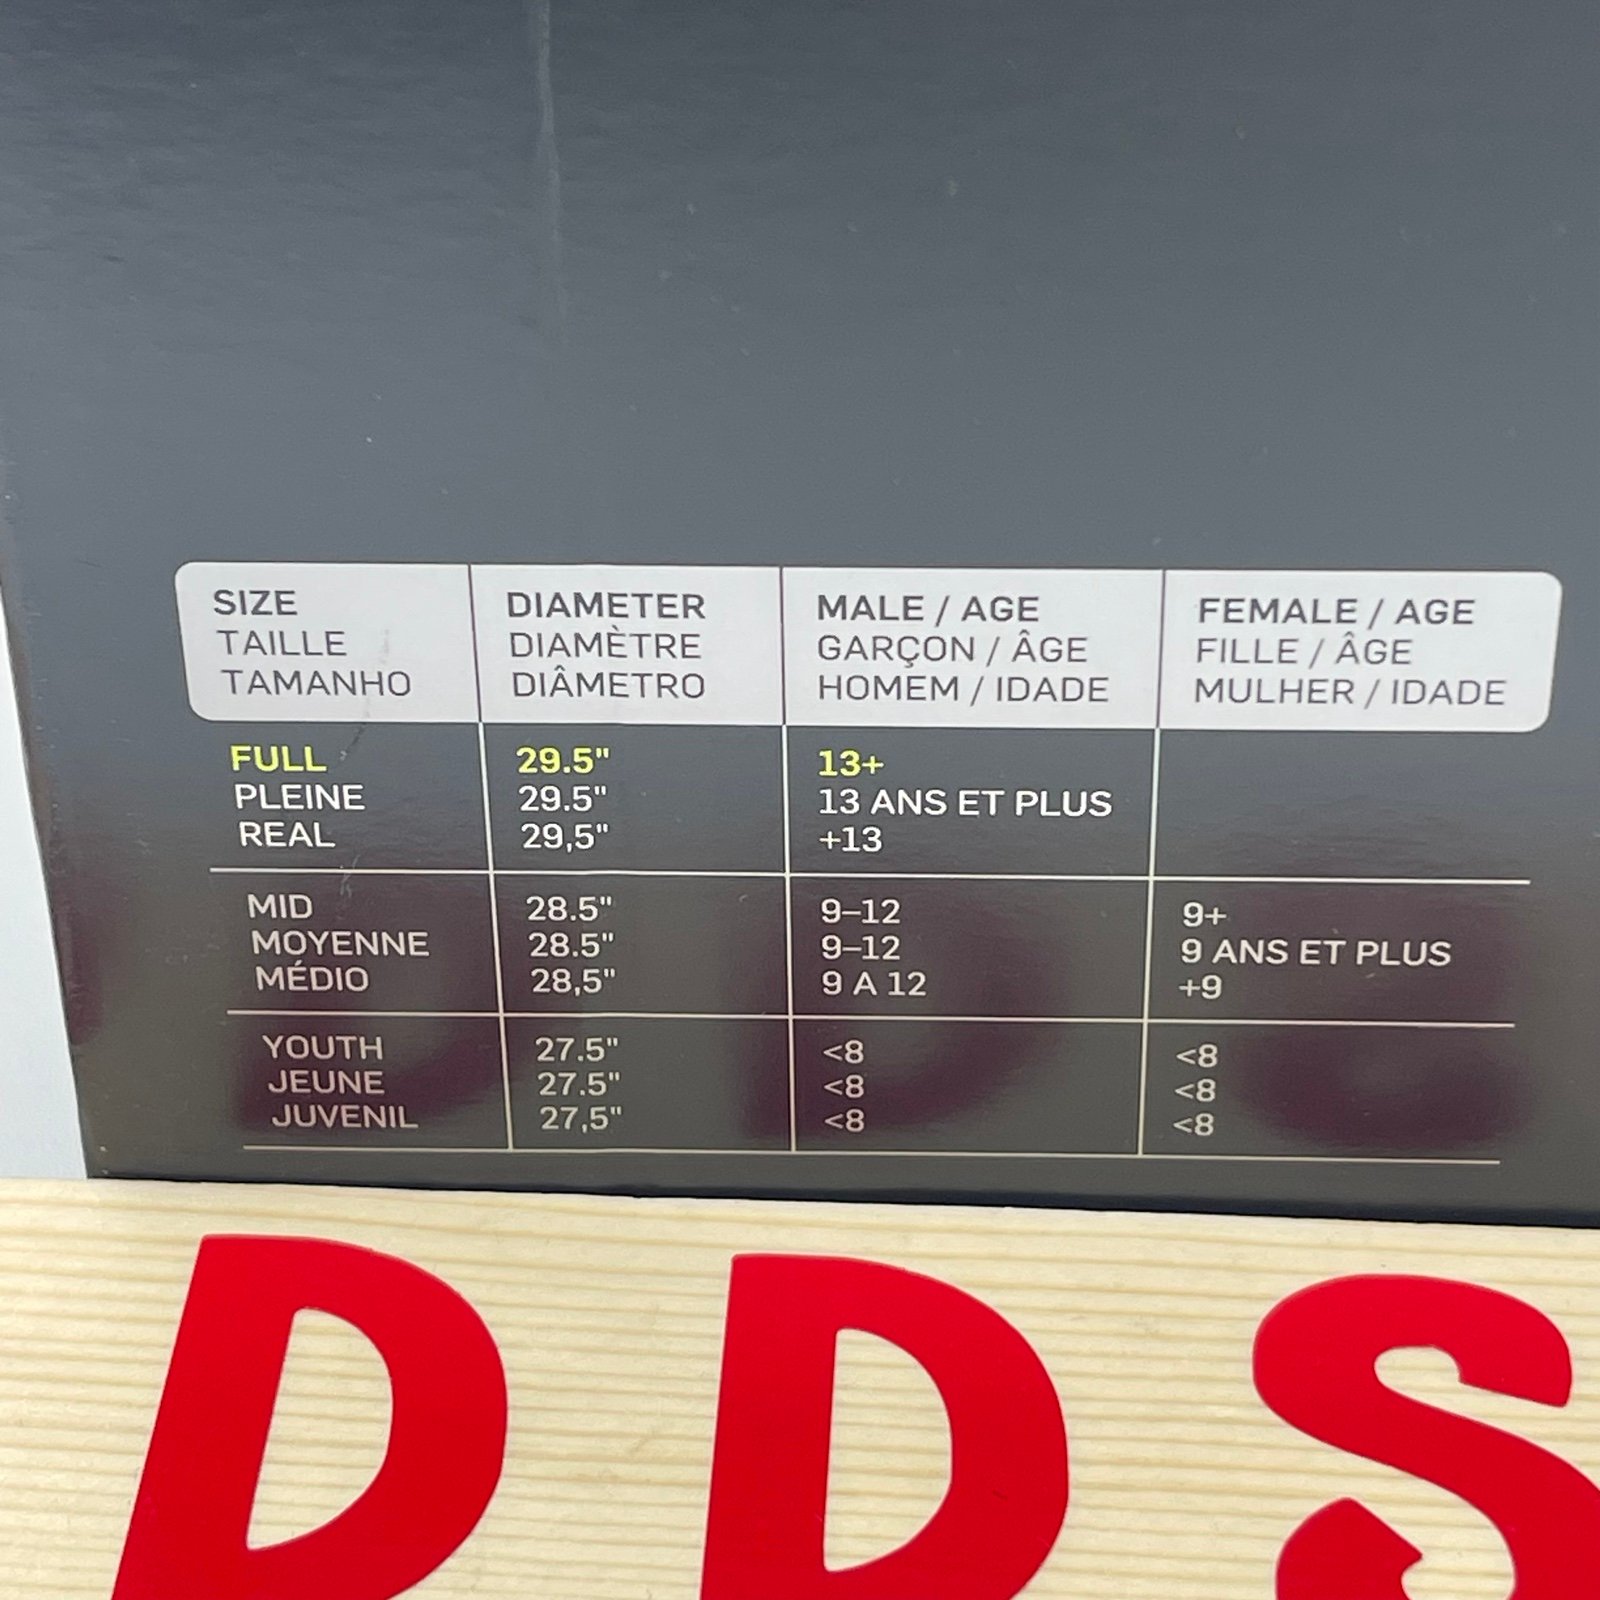 SIZE
TAILLE
TAMANHO
DIAMETER
DIAMÈTRE
DIÂMETRO
MALE / AGE
GARÇON / ÂGE
HOMEM / IDADE
FEMALE / AGE
FILLE / ÂGE
MULHER / IDADE
FULL
PLEINE
REAL
29.5"
29.5"
29,5"
13+
13 ANS ET PLUS
+13
MID
MOYENNE
MÉDIO
28.5"
28.5"
28,5"
9–12
9–12
9 A 12
9+
9 ANS ET PLUS
+9
YOUTH
JEUNE
JUVENIL
27.5"
27.5"
27,5"
<8
<8
<8
<8
<8
<8
DDS